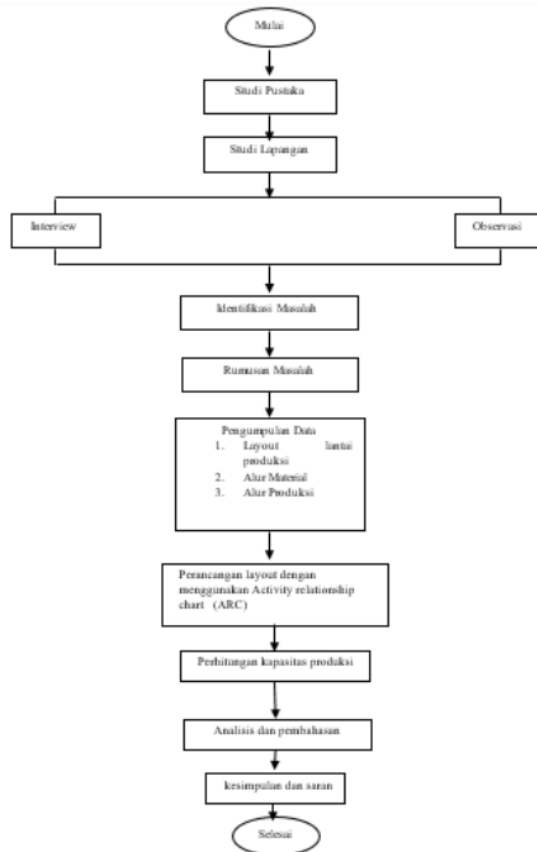 Mulai
Studi Pustaka
Studi Lapangan
Interview
Observasi
Identifikasi Masalah
Rumusan Masalah
Pengumpulan Data
1. Layout lantai
produksi
2. Alur Material
3. Alur Produksi
Perancangan layout dengan
menggunakan Activity relationship
chart (ARC)
Perhitungan kapasitas produksi
Analisis dan pembahasan
kesimpulan dan saran
Selesai